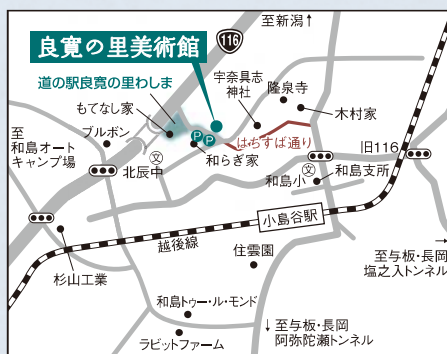 至新潟↑
良寛の里美術館
116
道の駅良寛の里わしま
宇奈具志
神社
隆泉寺
もてなし家
木村家
至
和島オート
キャンプ場
ブルボン
P P
はちすば通り
旧116
文
北辰中
和らぎ家
文
和島小
和島支所
小島谷駅
越後線
杉山工業
住雲園
→
至与板・長岡
塩之入トンネル
和島トゥー・ル・モンド
↓至与板・長岡
阿弥陀瀬トンネル
ラビットファーム